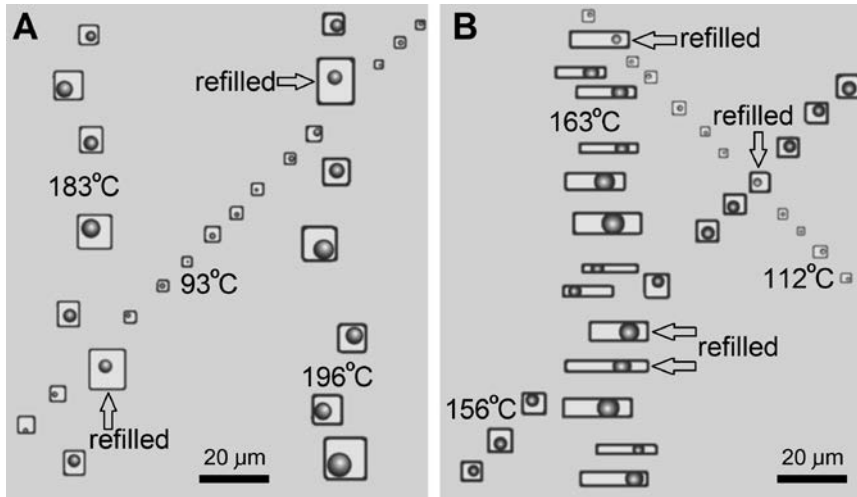 A
refilled
183°C
93°C
196°C
refilled
20 µm
B
refilled
163°C
refilled
112°C
refilled
156°C
20 µm